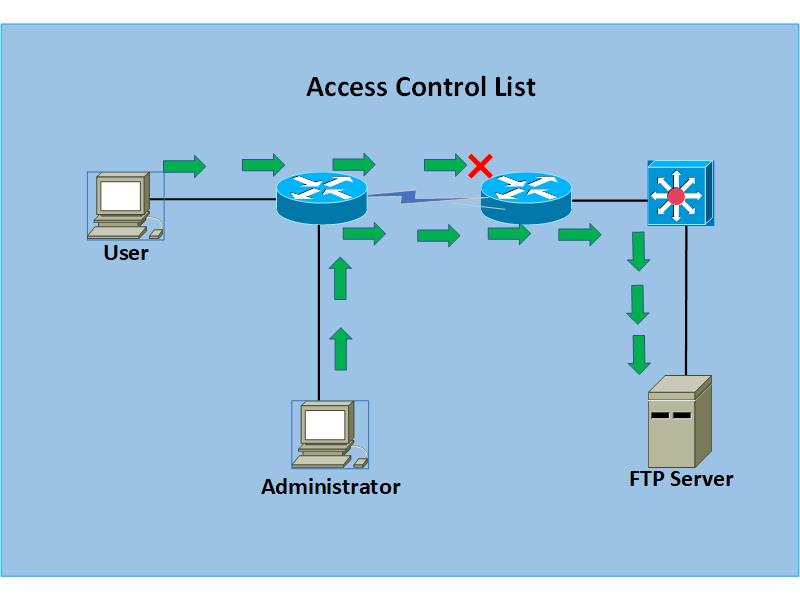 Access Control List
User
Administrator
FTP Server